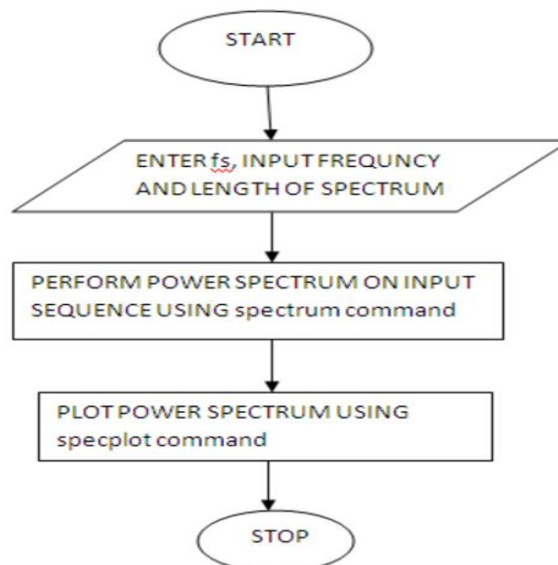 START
ENTER fs, INPUT FREQUNCY
AND LENGTH OF SPECTRUM
PERFORM POWER SPECTRUM ON INPUT
SEQUENCE USING spectrum command
PLOT POWER SPECTRUM USING
specplot command
STOP